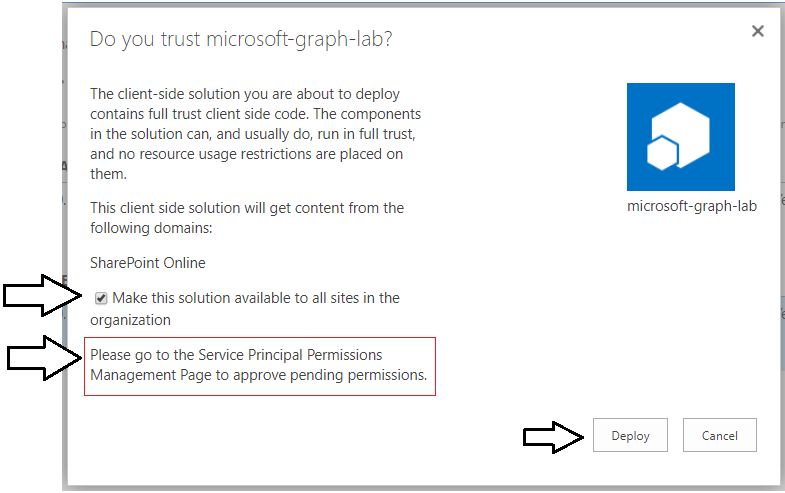 Do you trust microsoft-graph-lab?
The client-side solution you are about to deploy
contains full trust client side code. The components
in the solution can, and usually do, run in full trust,
and no resource usage restrictions are placed on
them.
This client side solution will get content from the
following domains:
SharePoint Online
Make this solution available to all sites in the
organization
Please go to the Service Principal Permissions
Management Page to approve pending permissions.
microsoft-graph-lab
Deploy
Cancel